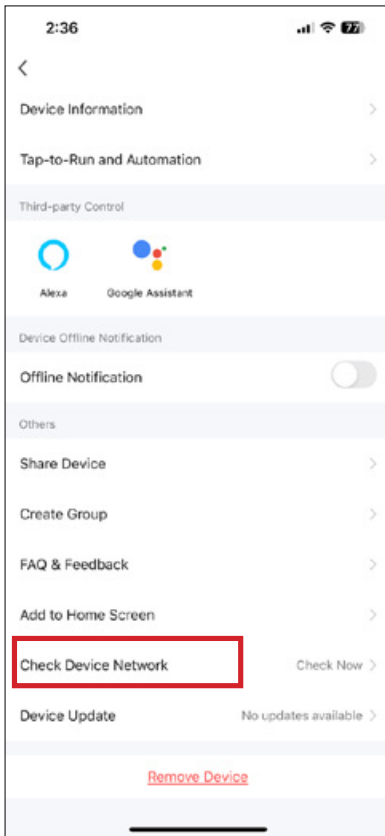 2:36
77
Device Information
Tap-to-Run and Automation
Third-party Control
Alexa Google Assistant
Device Offline Notification
Offline Notification
Others
Share Device
Create Group
FAQ & Feedback
Add to Home Screen
Check Device Network Check Now
Device Update No updates available
Remove Device